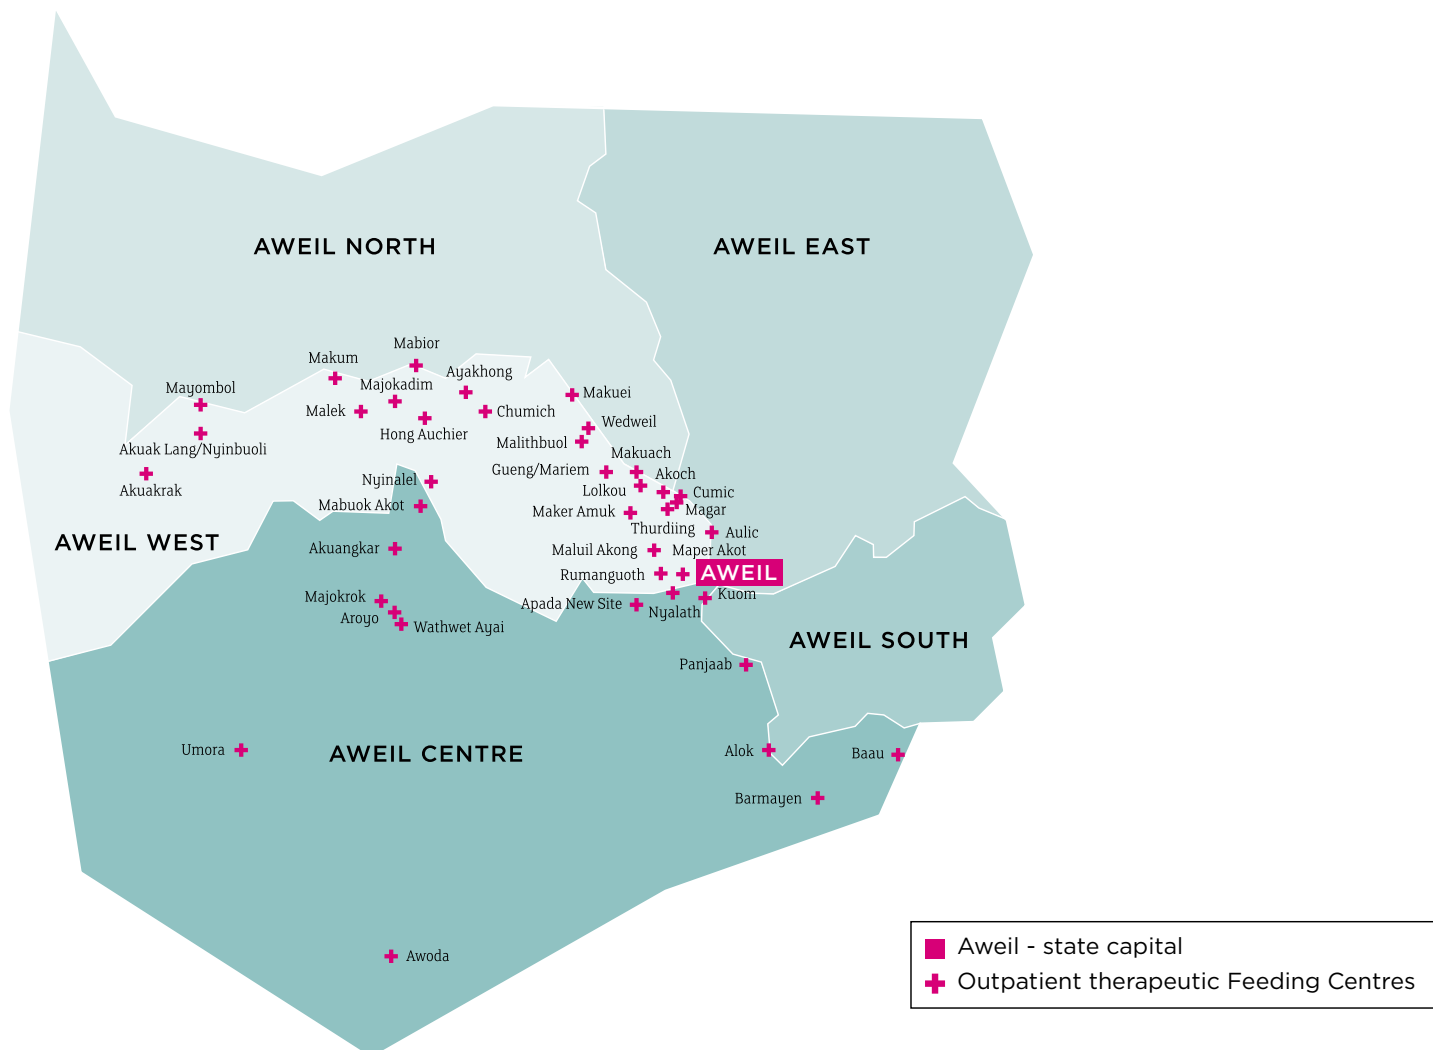 AWEIL NORTH
AWEIL EAST
Mabior
Makum
Ayakhong
Majokadim
Mayombol
Makuei
Malek
Chumich
Wedweil
Hong Auchier
Malithbuol
Akuak Lang/Nyinbuoli
Makuach
Gueng/Mariem
Akoch
Nyinalel
Akuakrak
Lolkou
Cumic
Mabuok Akot
Maker Amuk
Magar
Thurdiing
Aulic
AWEIL WEST
Akuangkar
Maluil Akong
Maper Akot
Rumanguoth
AWEIL
Majokrok
Kuom
Apada New Site
Nyalath
Aroyo
Wathwet Ayai
AWEIL SOUTH
Panjaab
Umora
AWEIL CENTRE
Alok
Baau
Barmayen
Awoda
Aweil - state capital
Outpatient therapeutic Feeding Centres